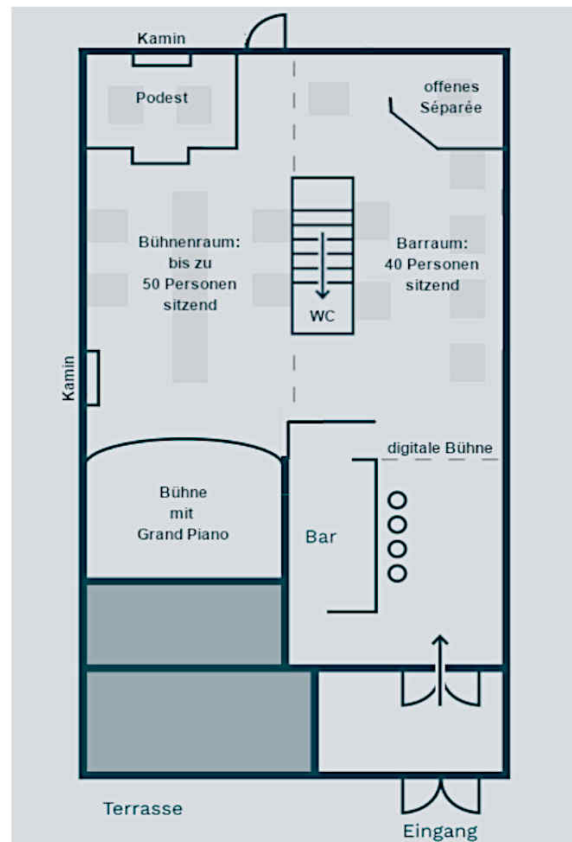 Kamin
Podest
offenes
Séparée
Bühnenraum:
bis zu
50 Personen
sitzend
Barraum:
40 Personen
sitzend
WC
Kamin
digitale Bühne
Bühne
mit
Grand Piano
Bar
Terrasse
Eingang